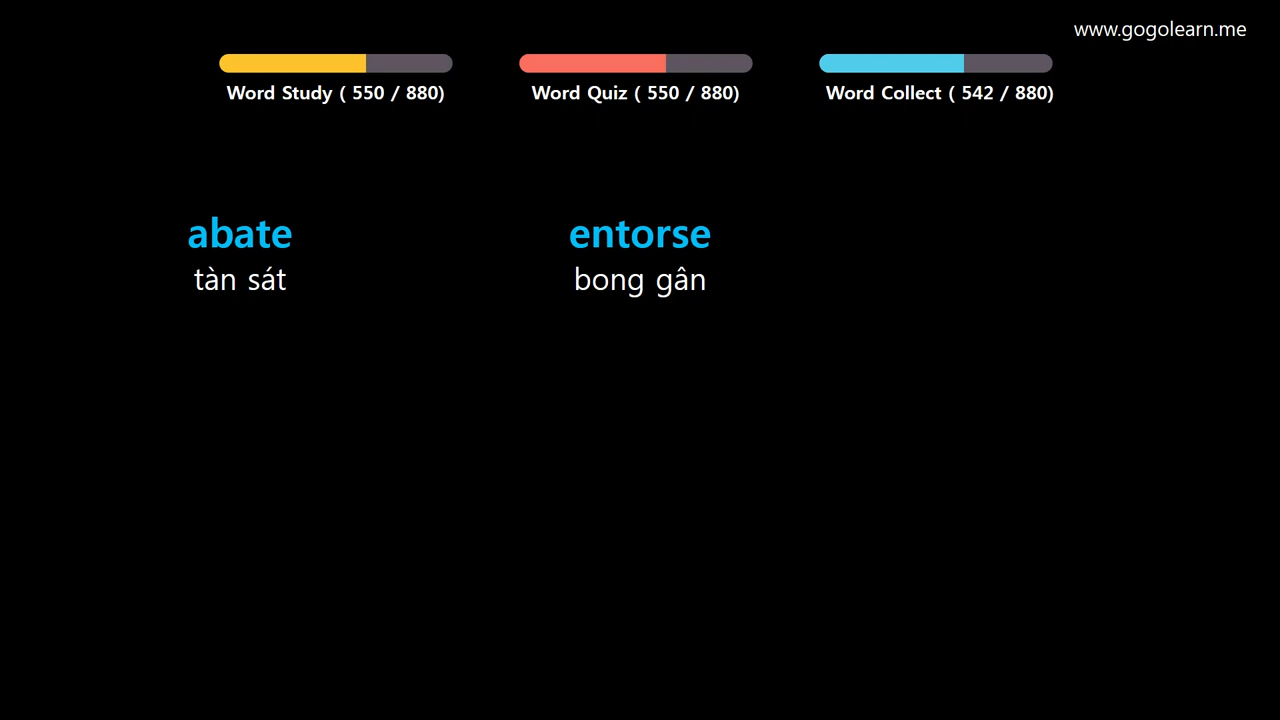 www.gogolearn.me
Word Study ( 550 / 880)
Word Quiz ( 550 / 880)
Word Collect ( 542 / 880)
abate
tàn sát
entorse
bong gân